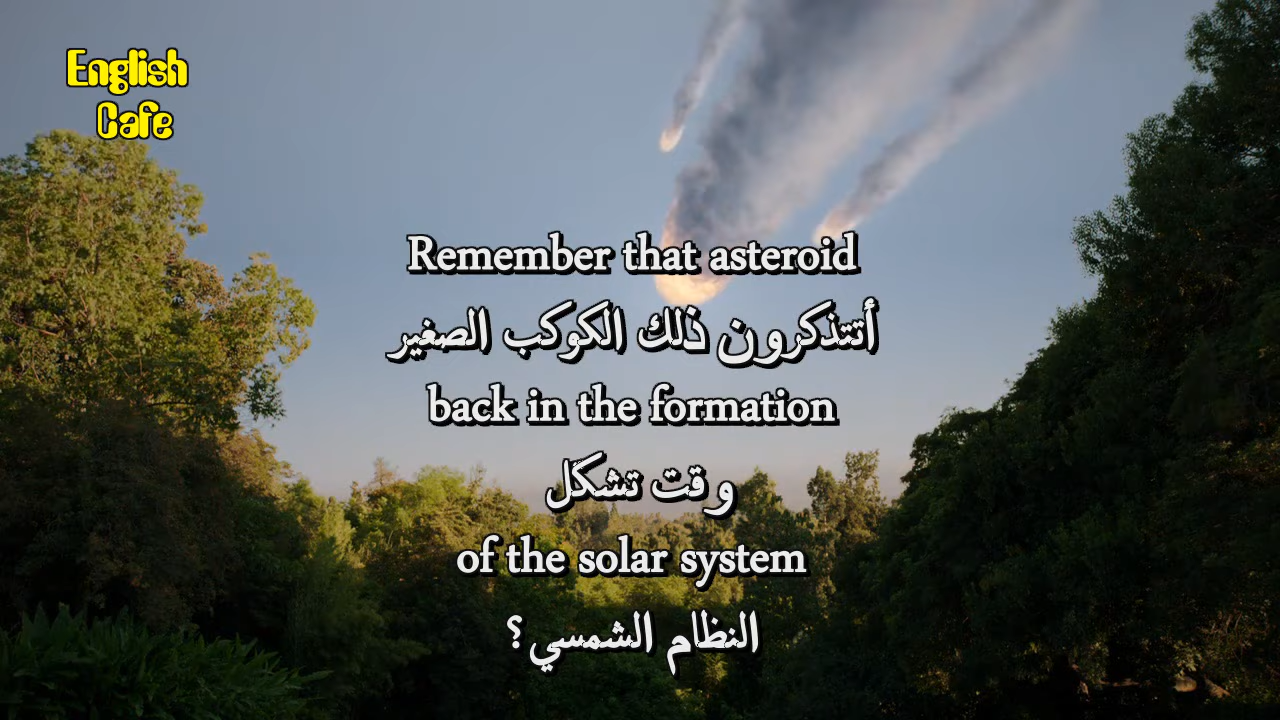 English
Cafe
Remember that asteroid
أتتذكرون ذلك الكوكب الصغير
back in the formation
وقت تشكل
of the solar system
النظام الشمسي؟